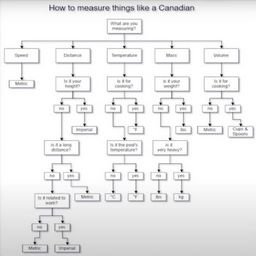 How to measure things like a Canadian
What are you
measuring?
Speed
Distance
Temperature
Mass
Volume
Metric
Is it your
height?
Is it for
cooking?
Is it your
weight?
Is it for
cooking?
no
yes
no
yes
no
yes
no
yes
Imperial
°F
lbs
Metric
Cups &
Spoons
Is it a long
distance?
Is it the pool's
temperature?
Is it
very heavy?
no
yes
no
yes
no
yes
Is it related to
work?
Metric
°C
°F
lbs
kg
no
yes
Metric
Imperial